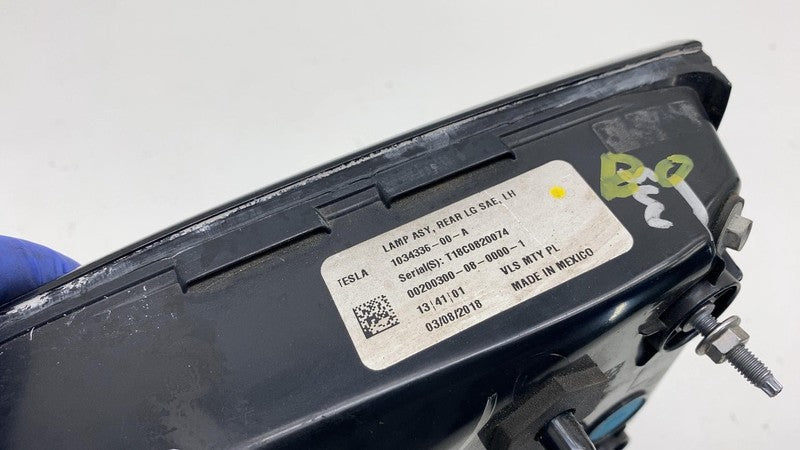 LAMP ASY, REAR LG SAE, LH
1034336-00-A
TESLA Serial(S): T18C0820074
00200300-08-0000-1
13|41|01 VLS MTY PL
03/08/2018 MADE IN MEXICO